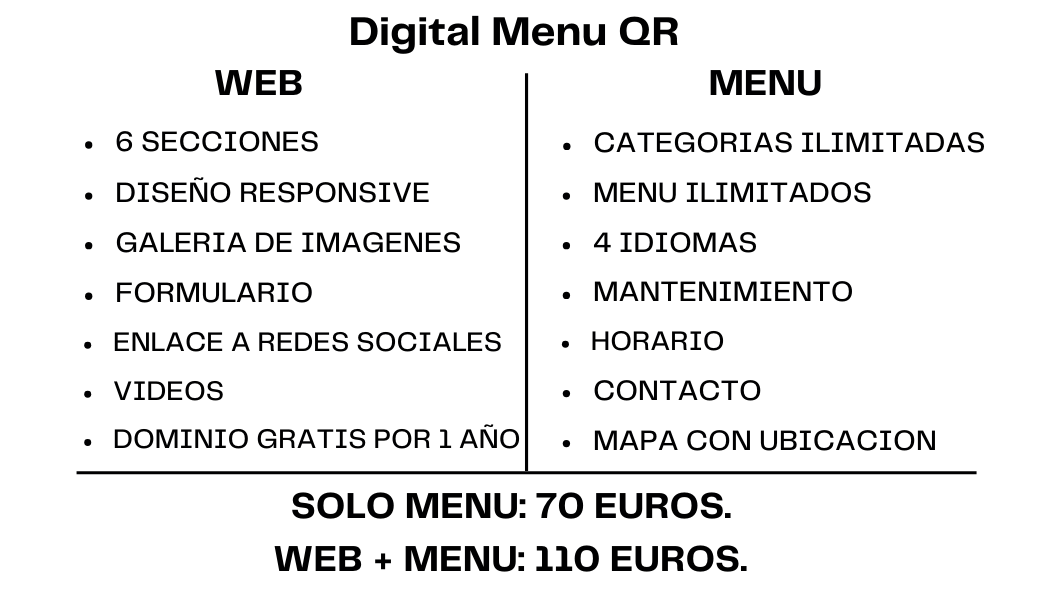 Digital Menu QR
WEB
• 6 SECCIONES
• DISEÑO RESPONSIVE
• GALERIA DE IMAGENES
• FORMULARIO
• ENLACE A REDES SOCIALES
• VIDEOS
• DOMINIO GRATIS POR 1 AÑO
MENU
• CATEGORIAS ILIMITADAS
• MENU ILIMITADOS
• 4 IDIOMAS
• MANTENIMIENTO
• HORARIO
• CONTACTO
• MAPA CON UBICACION
SOLO MENU: 70 EUROS.
WEB + MENU: 110 EUROS.